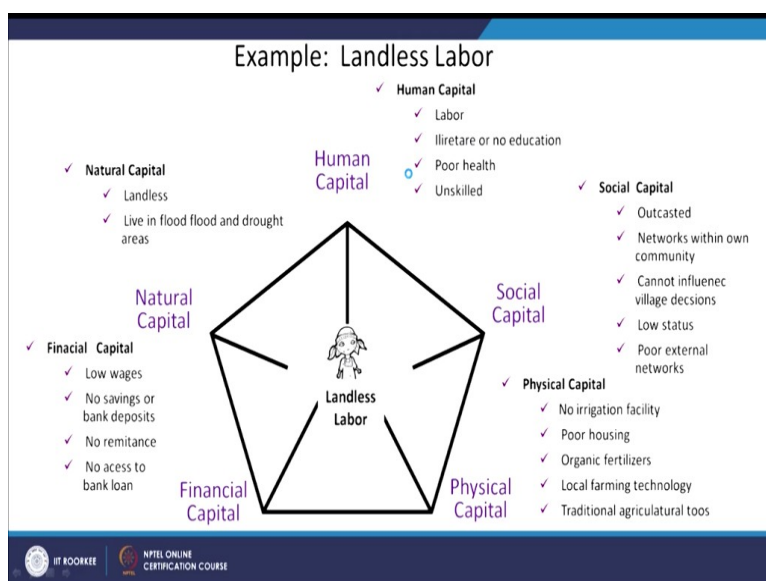 Example: Landless Labor
Human Capital
Labor
Iliretare or no education
Poor health
Unskilled
Human
Capital
Natural Capital
Landless
Live in flood flood and drought
areas
Social Capital
Outcasted
Networks within own
community
Cannot influenec
village decsions
Low status
Poor external
networks
Natural
Capital
Social
Capital
Finacial Capital
Low wages
No savings or
bank deposits
No remitance
No acess to
bank loan
Landless
Labor
Physical Capital
No irrigation facility
Poor housing
Organic fertilizers
Local farming technology
Traditional agriculatural toos
Financial
Capital
Physical
Capital
IIT ROORKEE
NPTEL ONLINE
CERTIFICATION COURSE
NPTEL